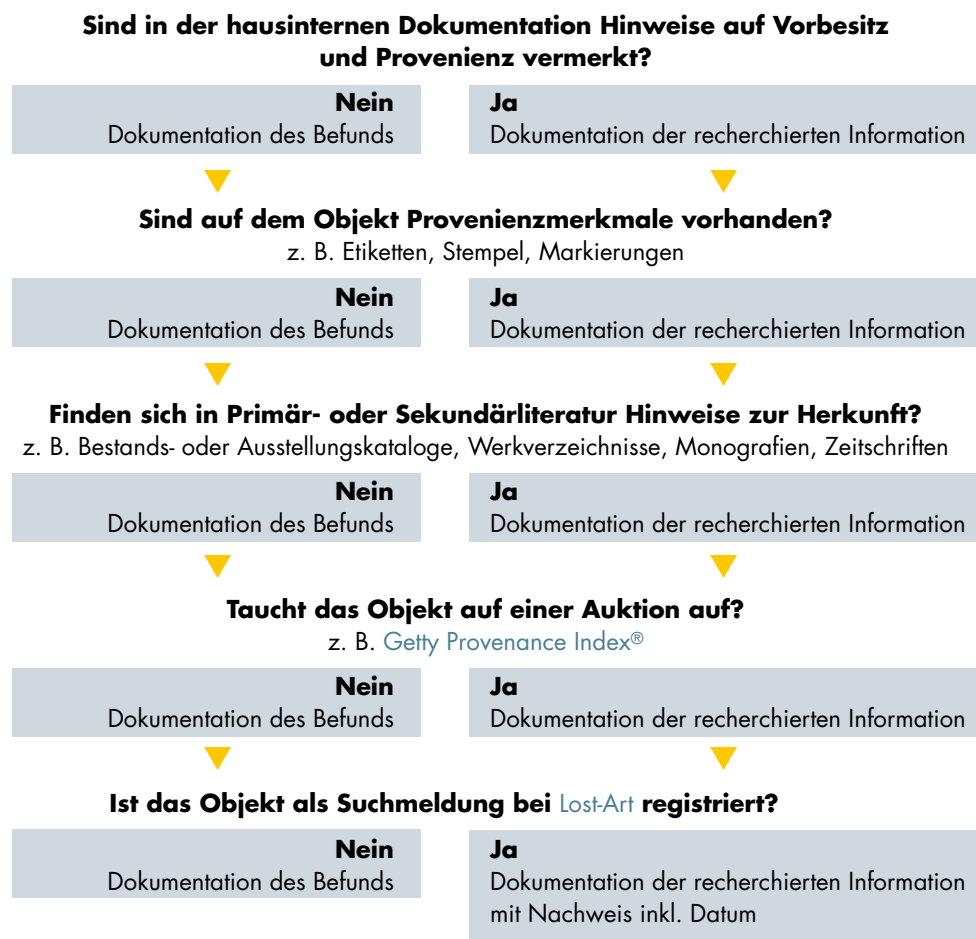 Sind in der hausinternen Dokumentation Hinweise auf Vorbesitz
und Provenienz vermerkt?
Nein
Dokumentation des Befunds
Ja
Dokumentation der recherchierten Information
Sind auf dem Objekt Provenienzmerkmale vorhanden?
z. B. Etiketten, Stempel, Markierungen
Nein
Dokumentation des Befunds
Ja
Dokumentation der recherchierten Information
Finden sich in Primär- oder Sekundärliteratur Hinweise zur Herkunft?
z. B. Bestands- oder Ausstellungskataloge, Werkverzeichnisse, Monografien, Zeitschriften
Nein
Dokumentation des Befunds
Ja
Dokumentation der recherchierten Information
Taucht das Objekt auf einer Auktion auf?
z. B. Getty Provenance Index®
Nein
Dokumentation des Befunds
Ja
Dokumentation der recherchierten Information
Ist das Objekt als Suchmeldung bei Lost-Art registriert?
Nein
Dokumentation des Befunds
Ja
Dokumentation der recherchierten Information
mit Nachweis inkl. Datum